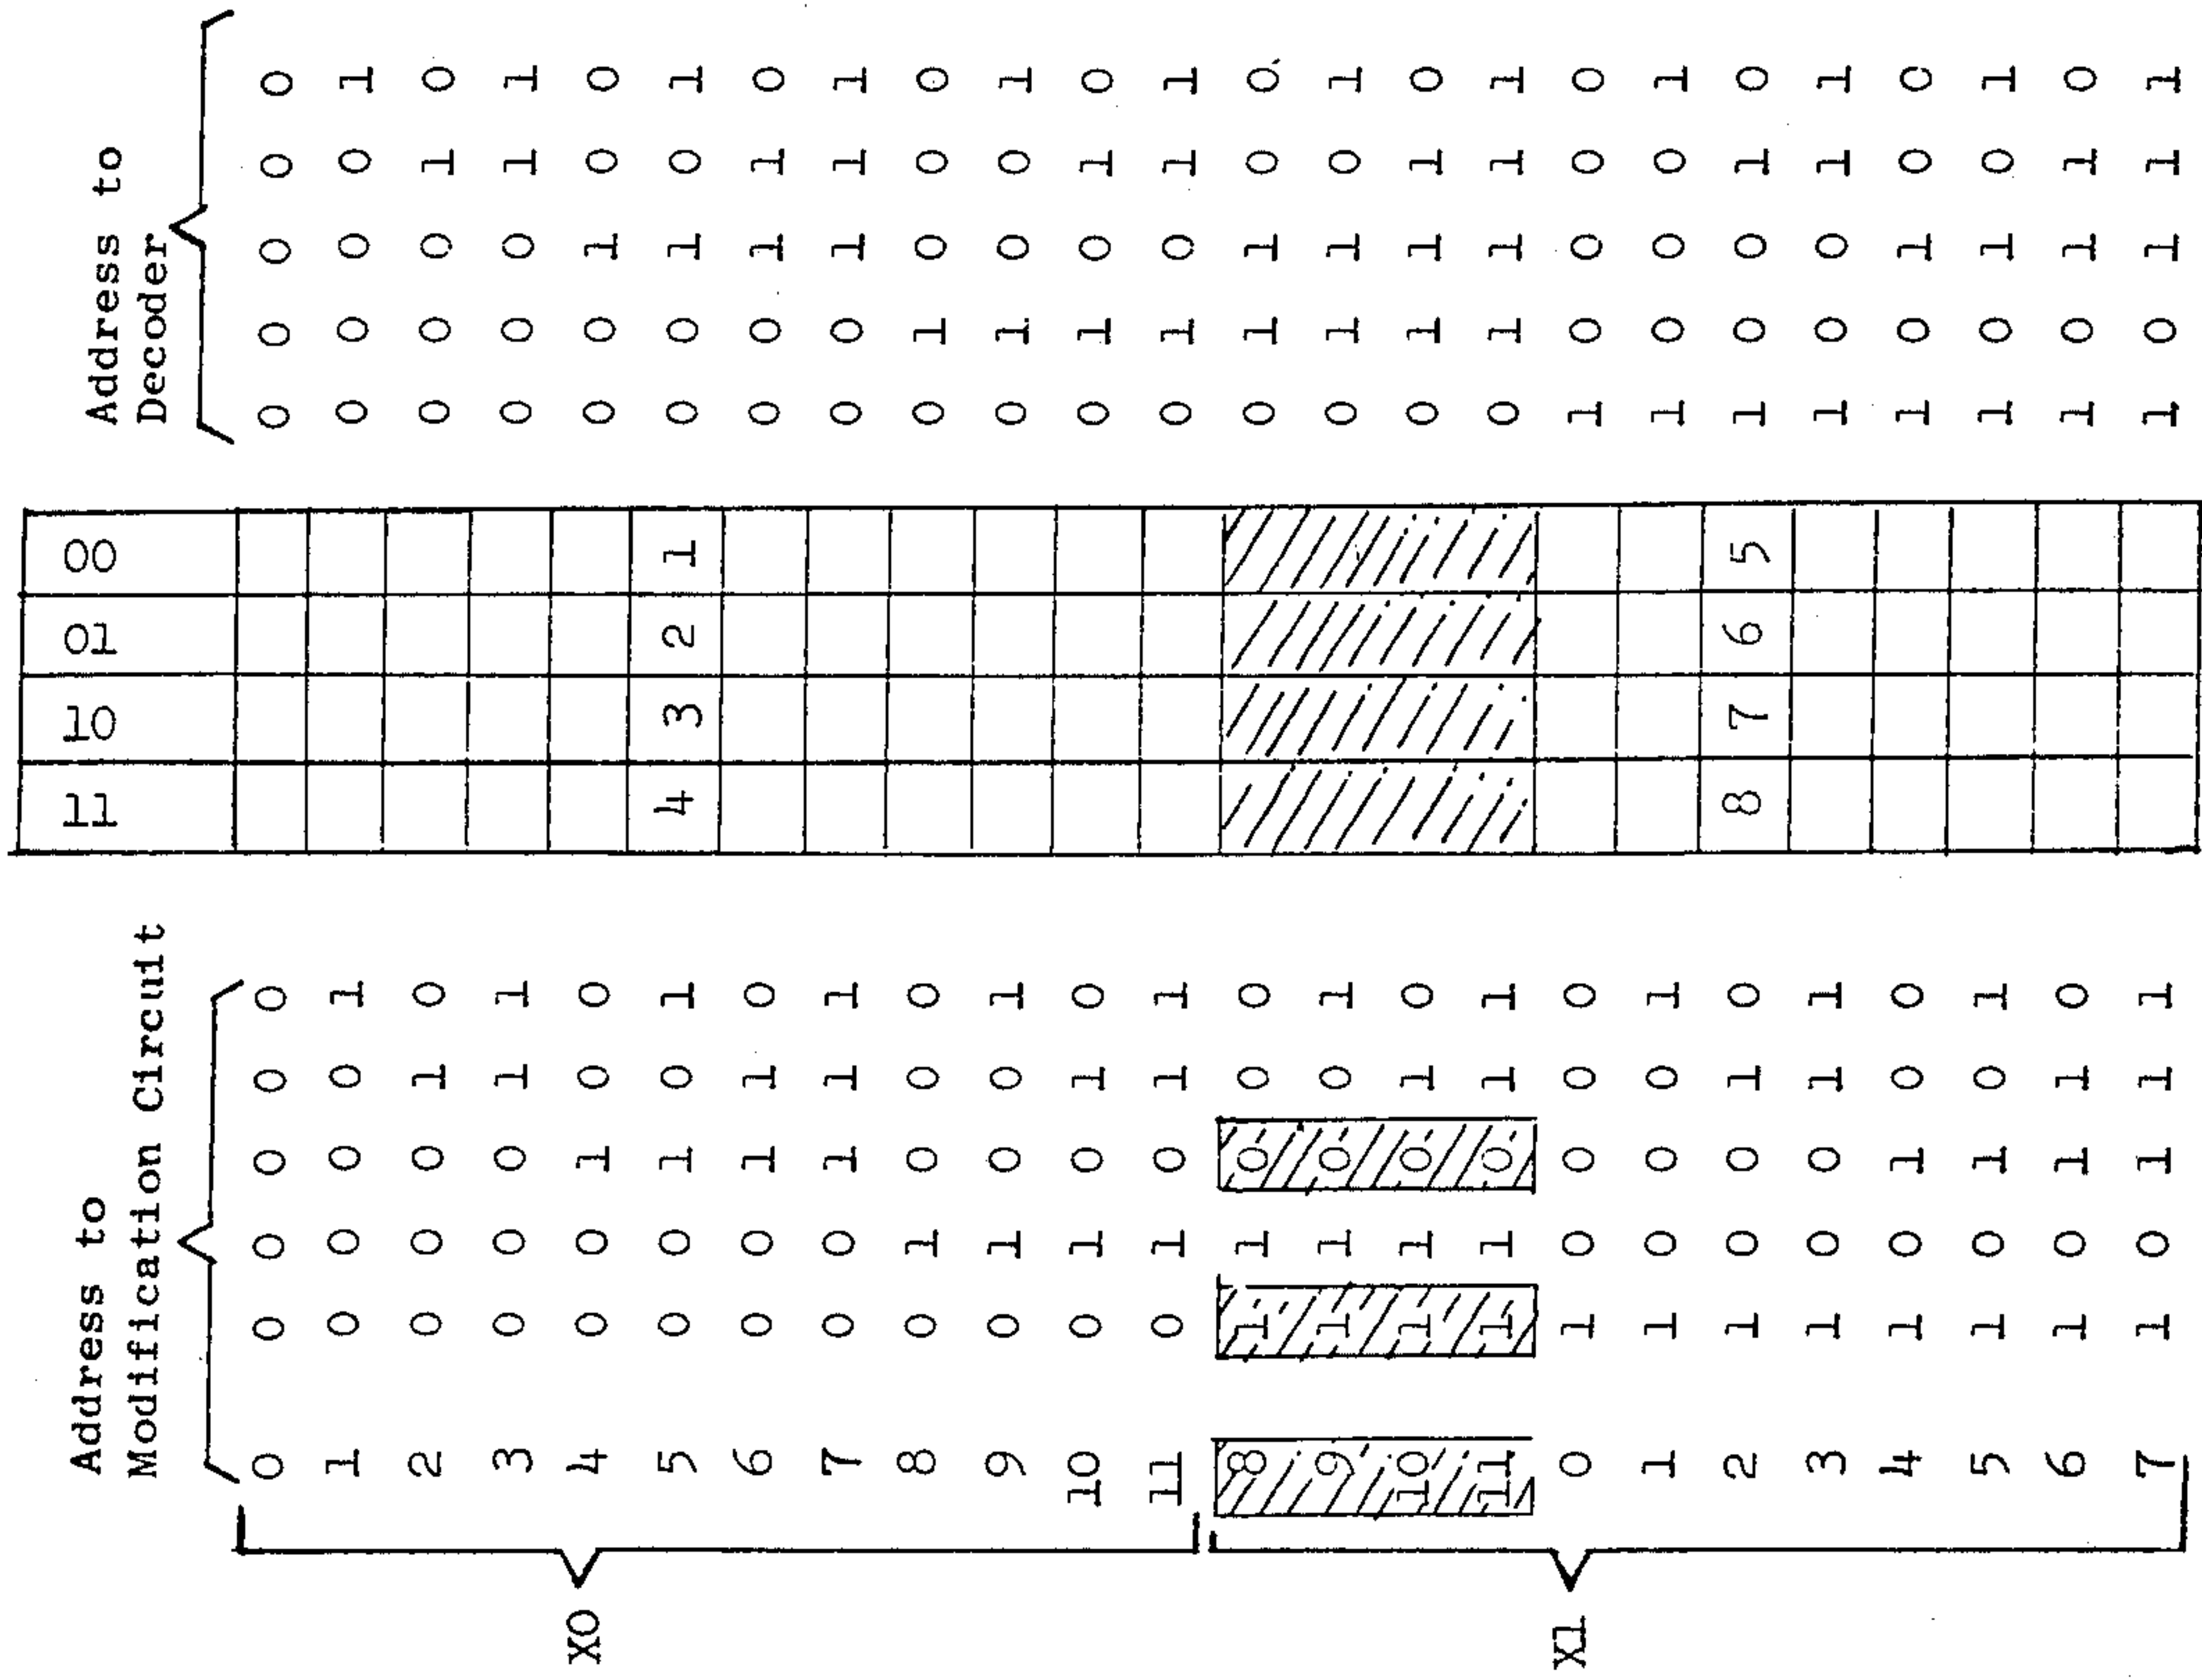 Address to
Modification Circuit
Address to
Decoder
11 10 01 00
0 0 0 0 0 0 0 0 0 0 0
1 0 0 0 0 1 0 0 0 0 1
2 0 0 0 1 0 0 0 0 1 0
3 0 0 0 1 1 0 0 0 1 1
X0 4 0 0 1 0 0 0 0 1 0 0
5 0 0 1 0 1 4 3 2 1 0 0 1 0 1
6 0 0 1 1 0 0 0 1 1 0
7 0 0 1 1 1 0 0 1 1 1
8 0 1 0 0 0 0 1 0 0 0
9 0 1 0 0 1 0 1 0 0 1
10 0 1 0 1 0 0 1 0 1 0
11 0 1 0 1 1 0 1 0 1 1
8 1 1 0 0 0 0 1 1 0 0
9 1 1 0 0 1 0 1 1 0 1
10 1 1 0 1 0 0 1 1 1 0
11 1 1 0 1 1 0 1 1 1 1
X1 0 1 0 0 0 0 1 0 0 0 0
1 1 0 0 0 1 1 0 0 0 1
2 1 0 0 1 0 8 7 6 5 1 0 0 1 0
3 1 0 0 1 1 1 0 0 1 1
4 1 0 1 0 0 1 0 1 0 0
5 1 0 1 0 1 1 0 1 0 1
6 1 0 1 1 0 1 0 1 1 0
7 1 0 1 1 1 1 0 1 1 1